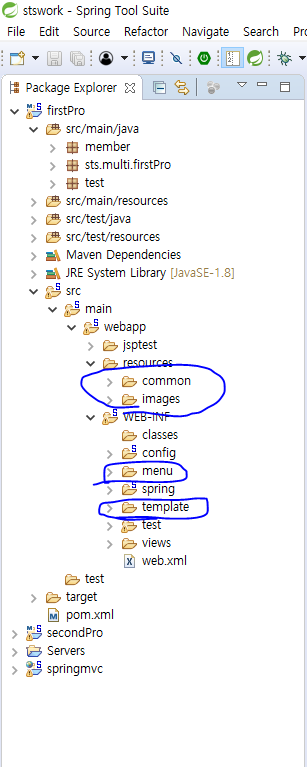 stswork - Spring Tool Suite
File Edit Source Refactor Navigate
Package Explorer
firstPro
src/main/java
member
sts.multi.firstPro
test
src/main/resources
src/test/java
src/test/resources
Maven Dependencies
JRE System Library [JavaSE-1.8]
src
main
webapp
jsptest
resources
common
images
WEB-INF
classes
config
menu
spring
template
test
views
web.xml
test
target
pom.xml
secondPro
Servers
springmvc